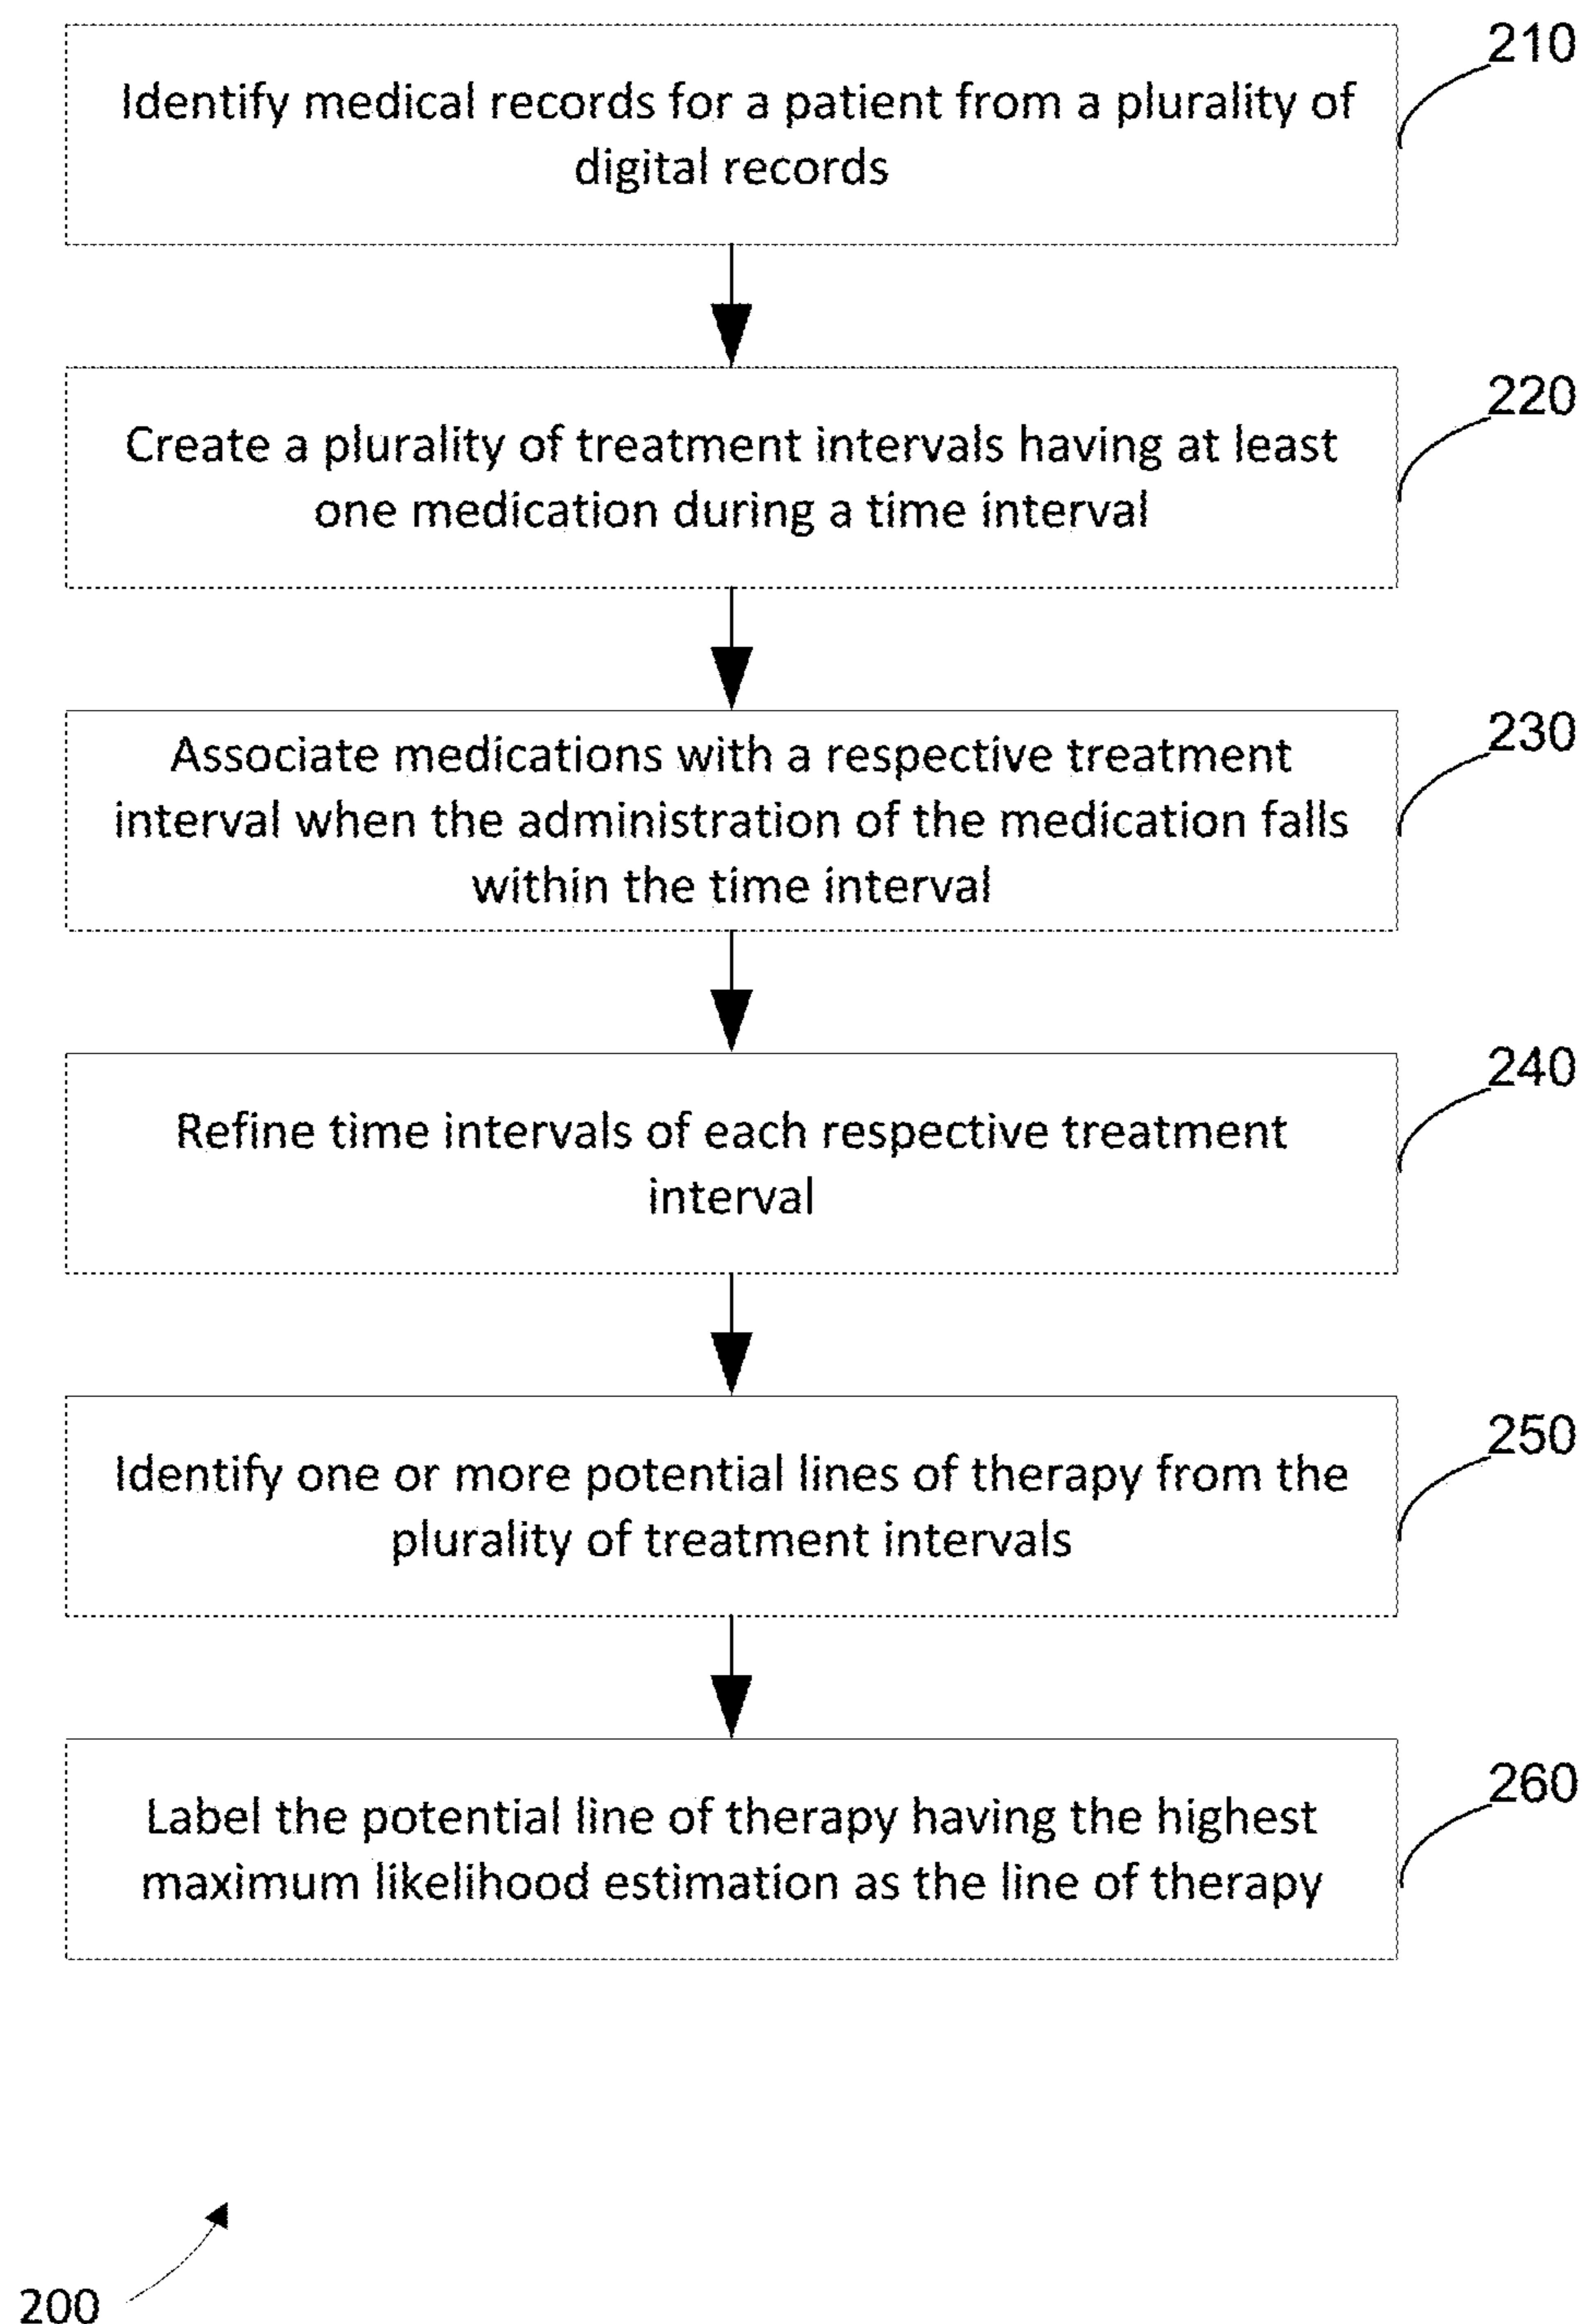 210
Identify medical records for a patient from a plurality of
digital records
220
Create a plurality of treatment intervals having at least
one medication during a time interval
230
Associate medications with a respective treatment
interval when the administration of the medication falls
within the time interval
240
Refine time intervals of each respective treatment
interval
250
Identify one or more potential lines of therapy from the
plurality of treatment intervals
260
Label the potential line of therapy having the highest
maximum likelihood estimation as the line of therapy
200